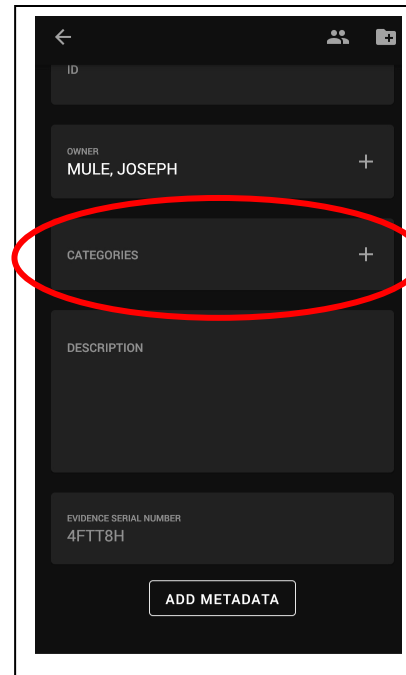 ID
OWNER
MULE, JOSEPH
CATEGORIES
DESCRIPTION
EVIDENCE SERIAL NUMBER
4FTT8H
ADD METADATA